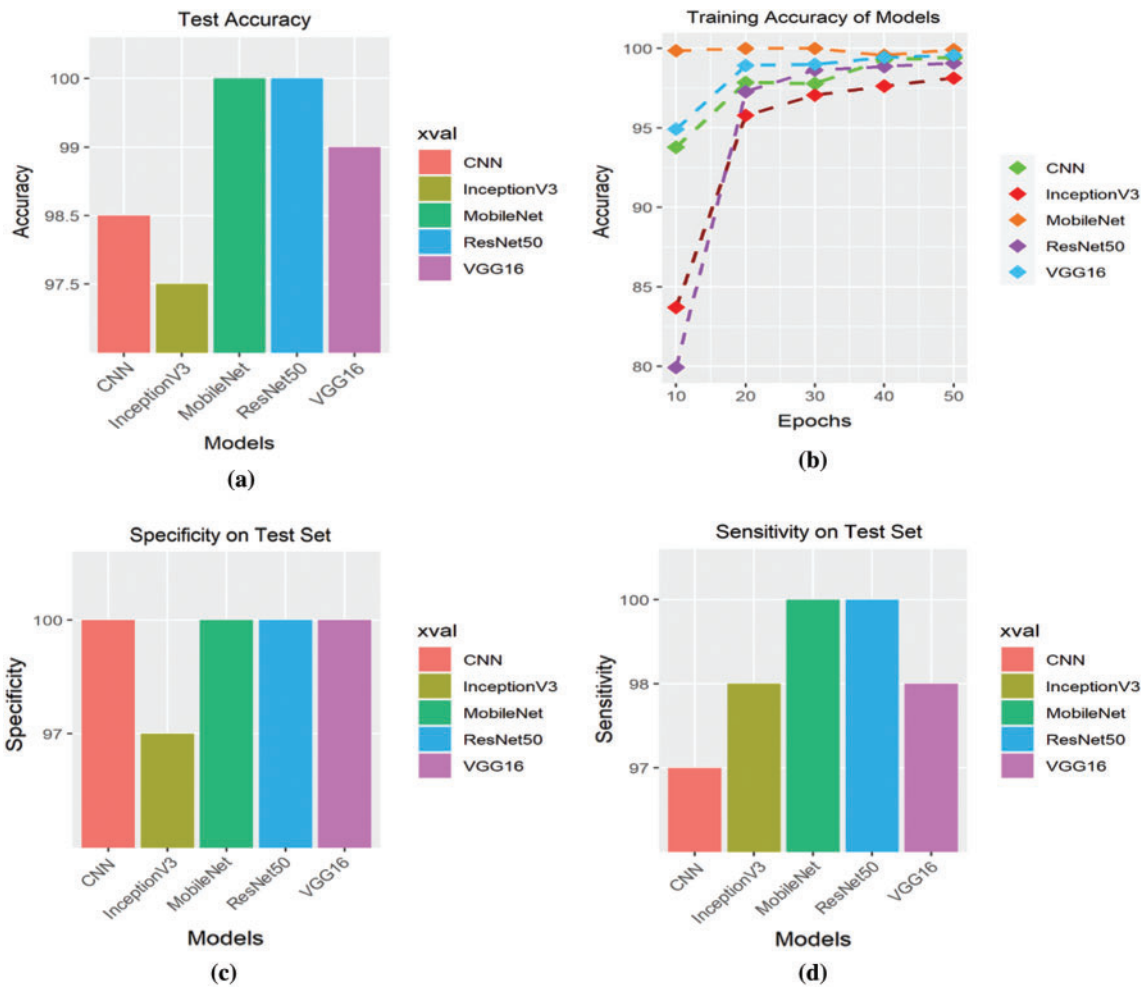 Test Accuracy
Accuracy
100
99
98.5
97.5
CNN
InceptionV3
MobileNet
ResNet50
VGG16
Models
xval
CNN
InceptionV3
MobileNet
ResNet50
VGG16
(a)
Training Accuracy of Models
Accuracy
100
95
90
85
80
10
20
30
40
50
Epochs
CNN
InceptionV3
MobileNet
ResNet50
VGG16
(b)
Specificity on Test Set
Specificity
100
97
CNN
InceptionV3
MobileNet
ResNet50
VGG16
Models
xval
CNN
InceptionV3
MobileNet
ResNet50
VGG16
(c)
Sensitivity on Test Set
Sensitivity
100
98
97
CNN
InceptionV3
MobileNet
ResNet50
VGG16
Models
xval
CNN
InceptionV3
MobileNet
ResNet50
VGG16
(d)